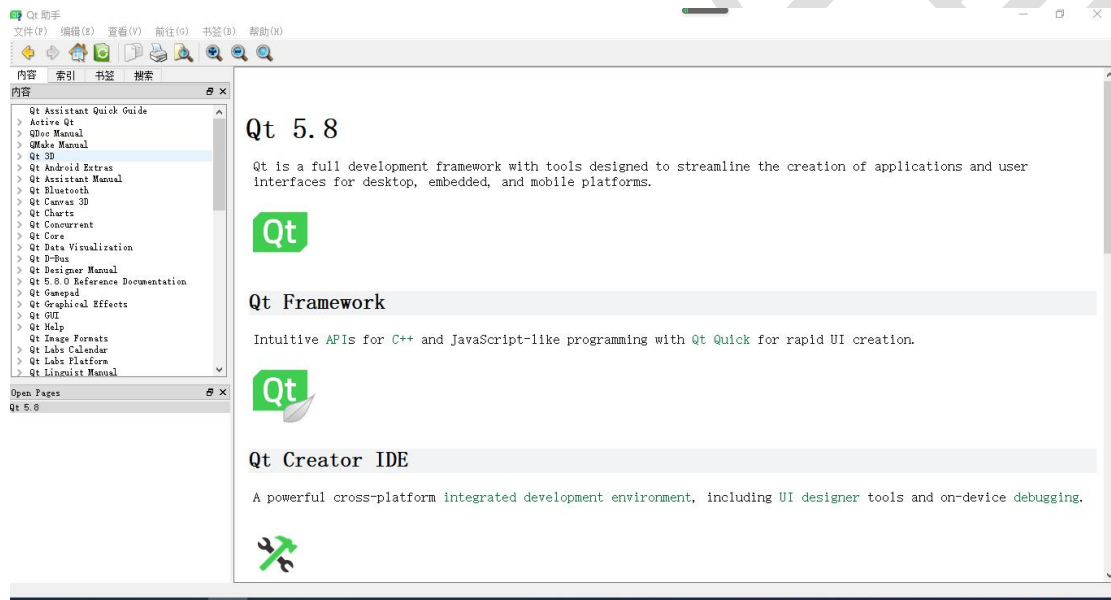 Qt 助手
文件(F) 编辑(E) 查看(V) 前往(G) 书签(B) 帮助(H)
内容 索引 书签 搜索
内容
Qt Assistant Quick Guide
Active Qt
QDoc Manual
QMake Manual
Qt 3D
Qt Android Extras
Qt Assistant Manual
Qt Bluetooth
Qt Canvas 3D
Qt Charts
Qt Concurrent
Qt Core
Qt Data Visualization
Qt D-Bus
Qt Designer Manual
Qt 5.8.0 Reference Documentation
Qt Gamepad
Qt Graphical Effects
Qt GUI
Qt Help
Qt Image Formats
Qt Labs Calendar
Qt Labs Platform
Qt Linguist Manual
Open Pages
Qt 5.8
Qt 5.8
Qt is a full development framework with tools designed to streamline the creation of applications and user
interfaces for desktop, embedded, and mobile platforms.
Qt
Qt Framework
Intuitive APIs for C++ and JavaScript-like programming with Qt Quick for rapid UI creation.
Qt
Qt Creator IDE
A powerful cross-platform integrated development environment, including UI designer tools and on-device debugging.